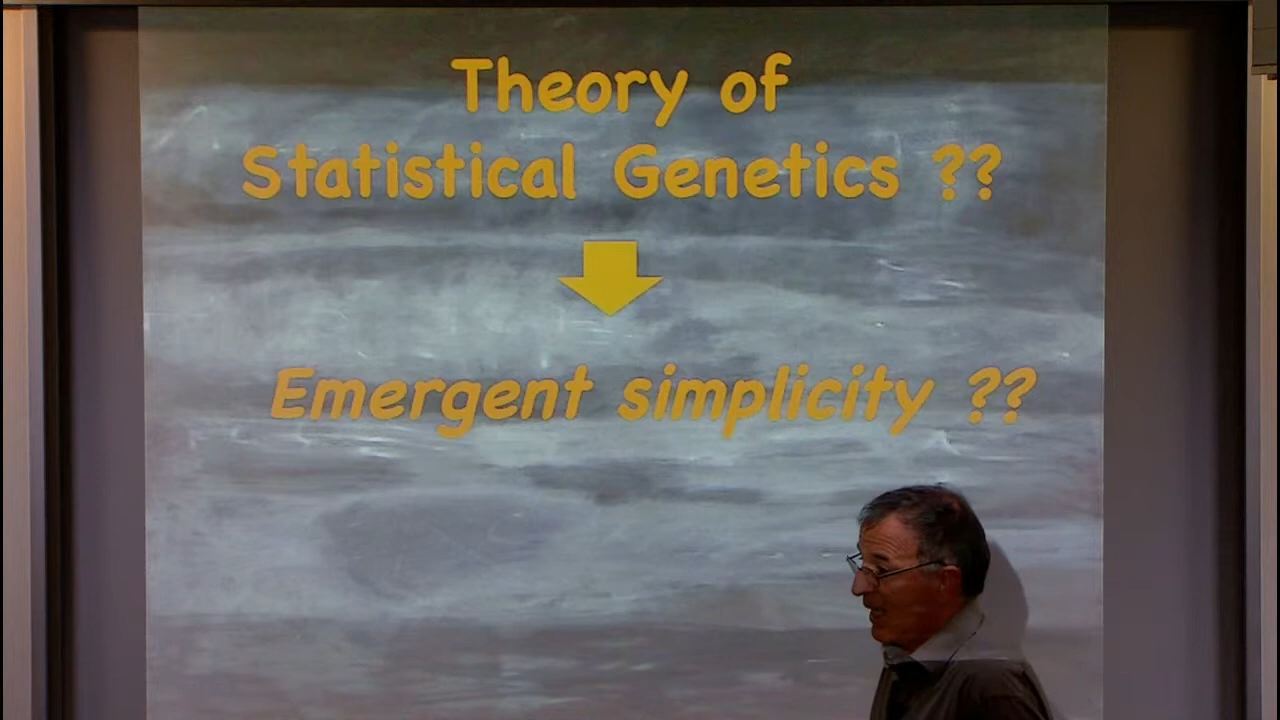 Theory of
Statistical Genetics ??
Emergent simplicity ??